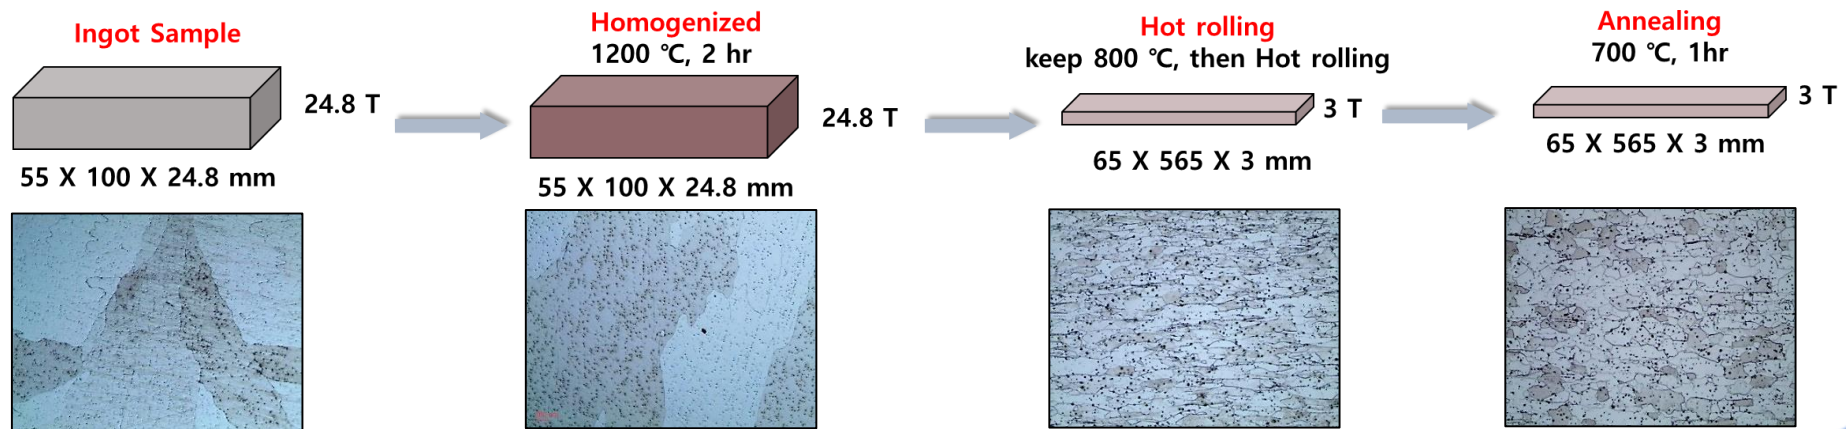 Ingot Sample
24.8 T
55 X 100 X 24.8 mm
Homogenized
1200 ℃, 2 hr
24.8 T
55 X 100 X 24.8 mm
Hot rolling
keep 800 ℃, then Hot rolling
3 T
65 X 565 X 3 mm
Annealing
700 ℃, 1hr
3 T
65 X 565 X 3 mm